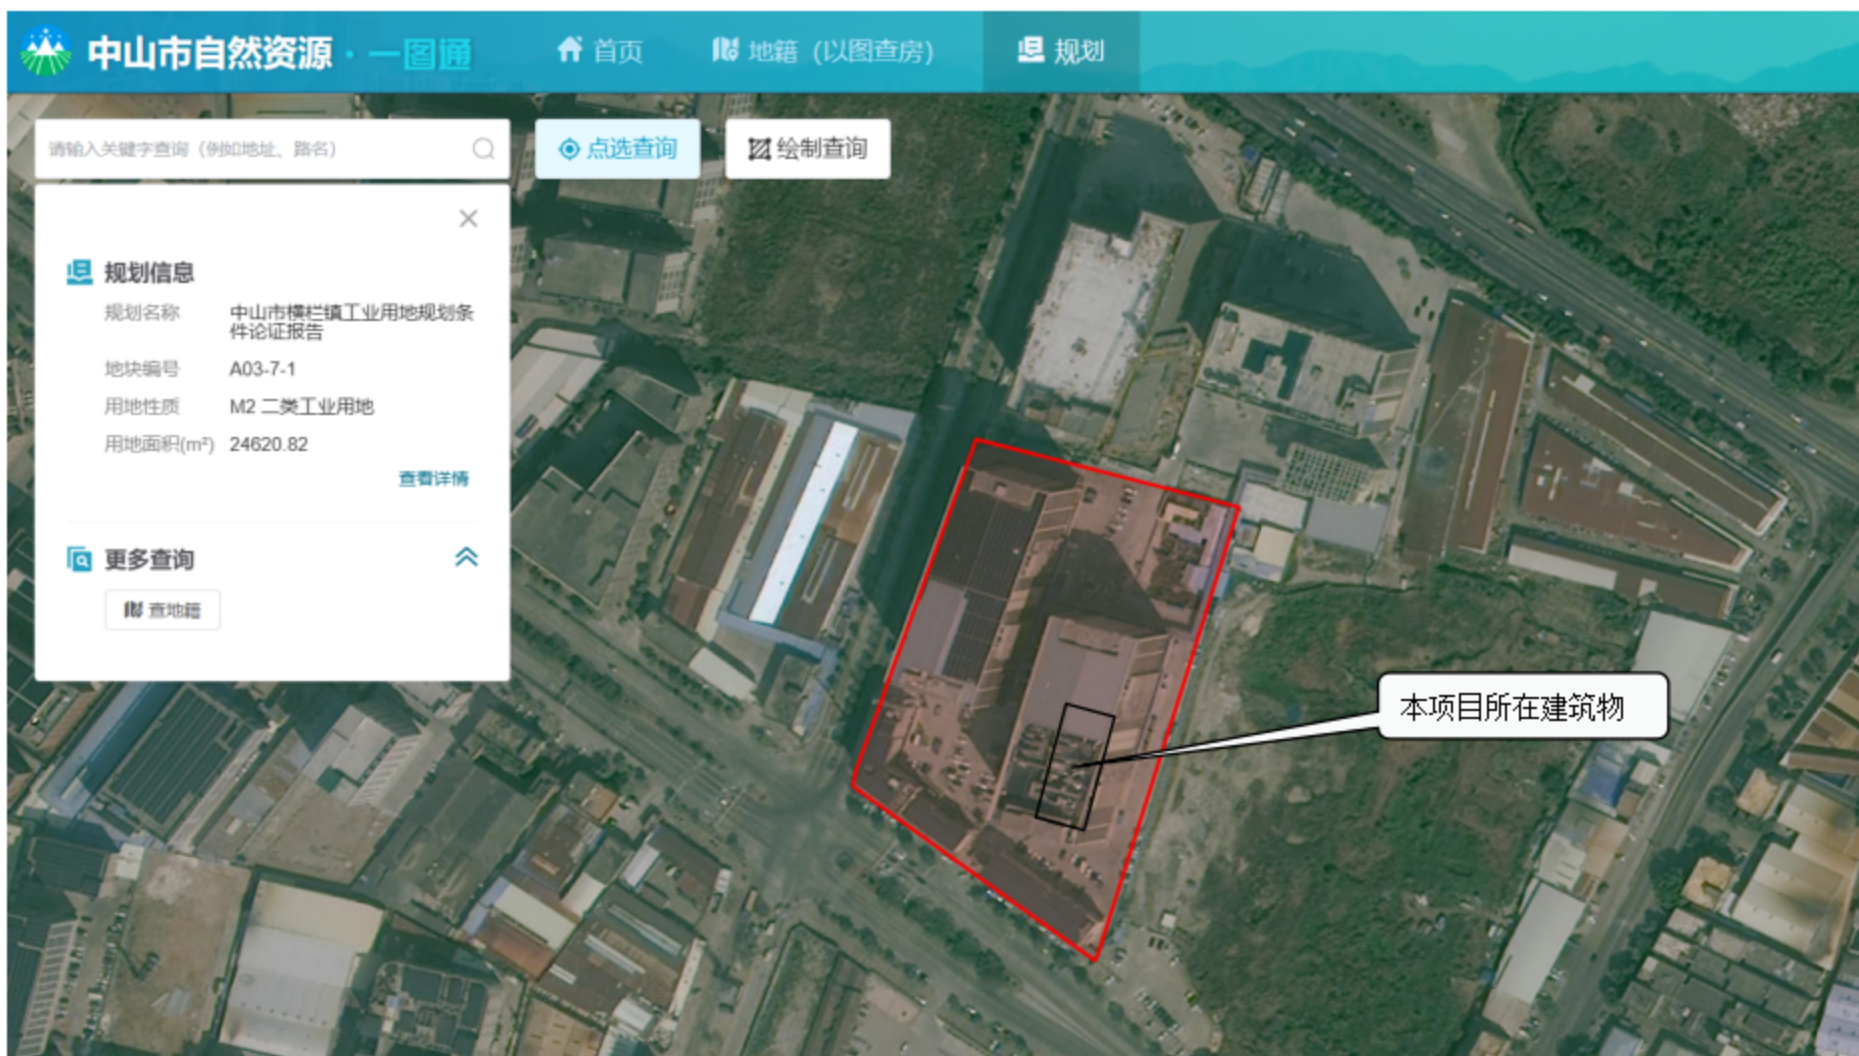 中山市自然资源·一图通
首页
地籍（以图查房）
规划
请输入关键字查询（例如地址、路名）
点选查询
绘制查询
规划信息
规划名称 中山市横栏镇工业用地规划条
件论证报告
地块编号 A03-7-1
用地性质 M2 二类工业用地
用地面积(m²) 24620.82
查看详情
更多查询
查地籍
本项目所在建筑物